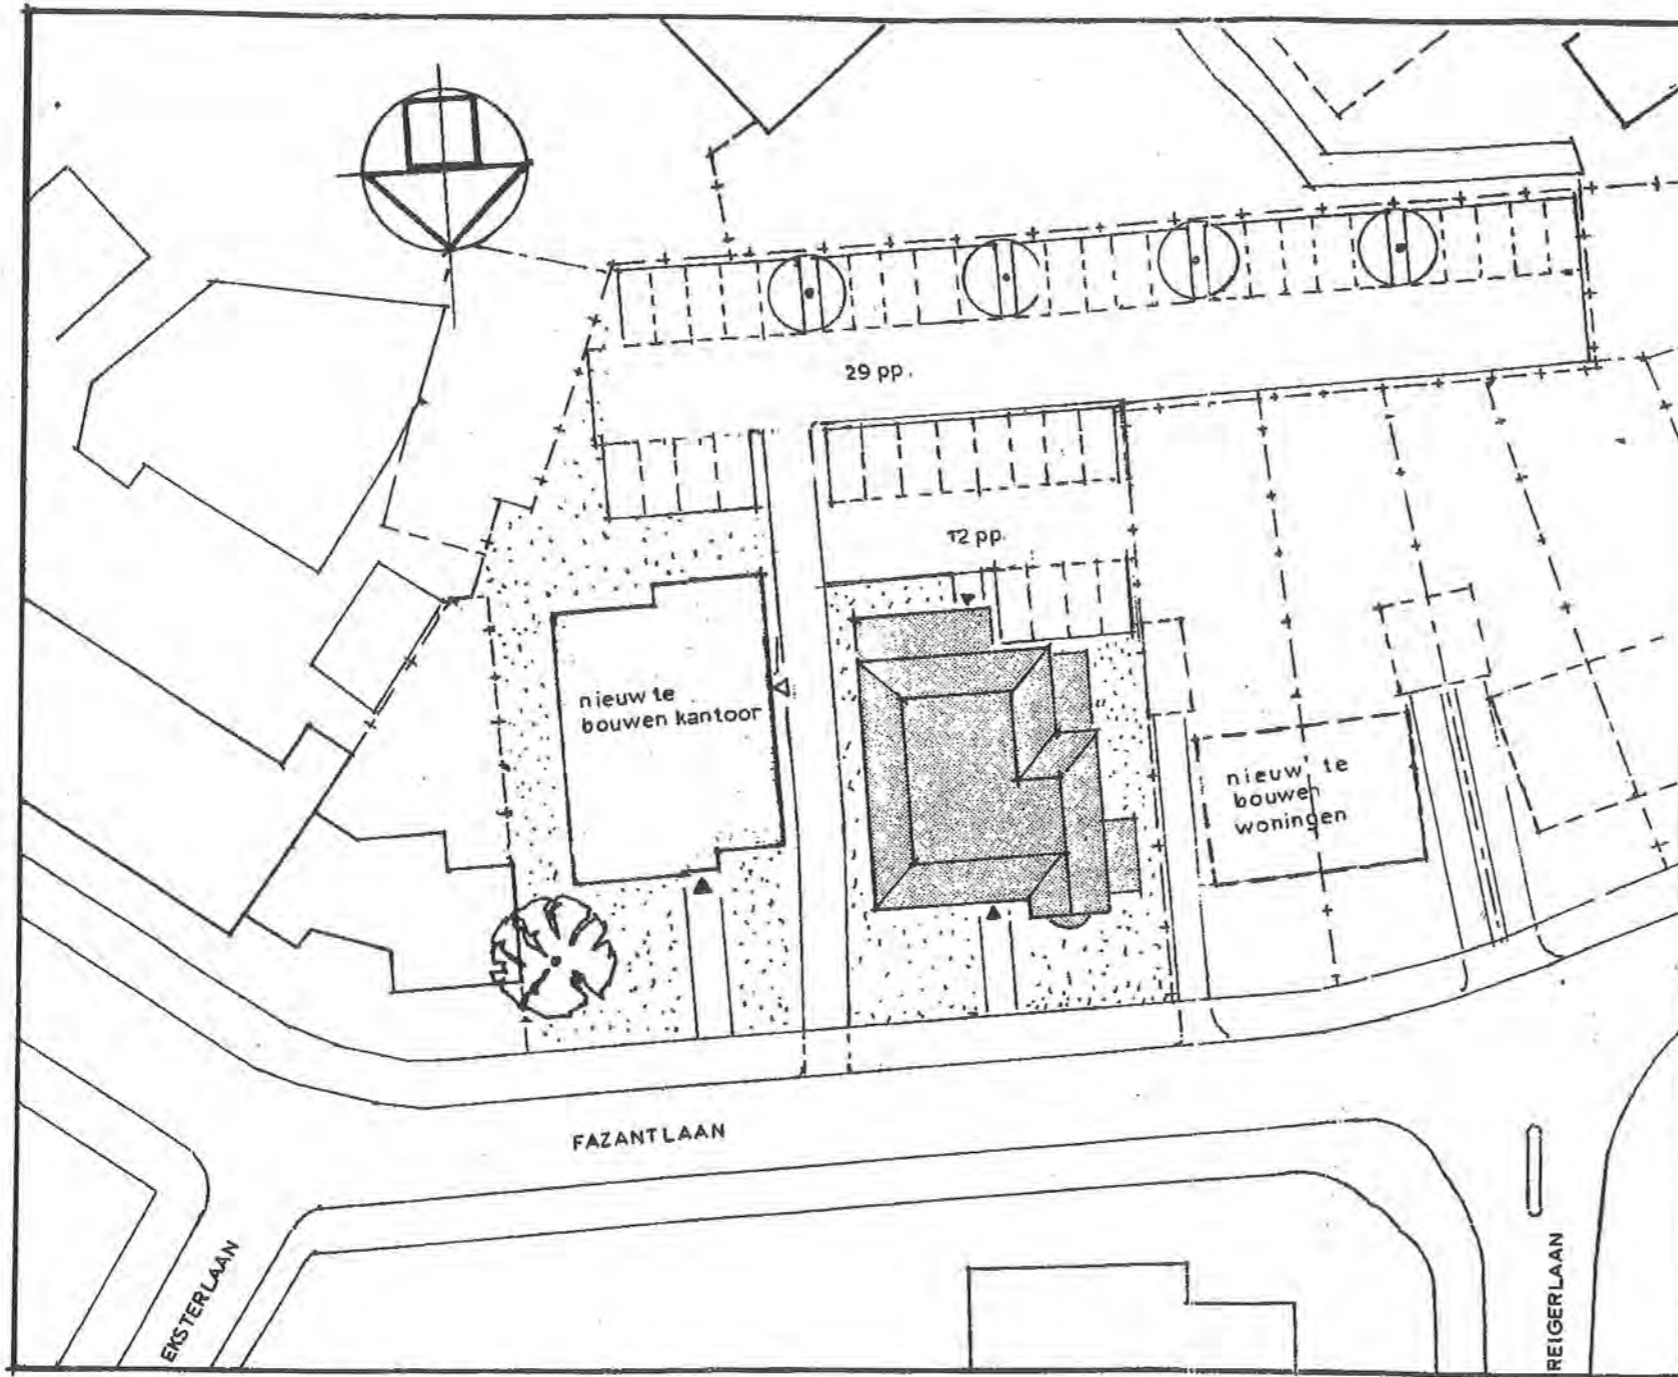 29 pp.
12 pp.
nieuw te
bouwen kantoor
nieuw te
bouwen
woningen
FAZANTLAAN
EKSTERLAAN
REIGERLAAN